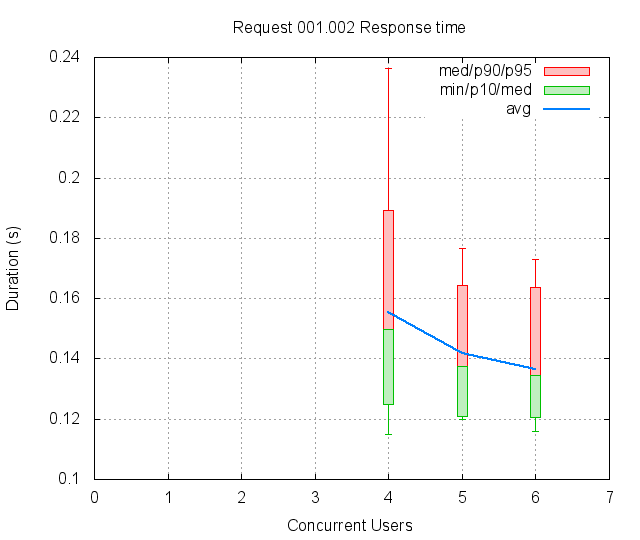 Request 001.002 Response time
0.24
0.22
0.2
0.18
0.16
0.14
0.12
0.1
Duration (s)
med/p90/p95
min/p10/med
avg
0 1 2 3 4 5 6 7
Concurrent Users